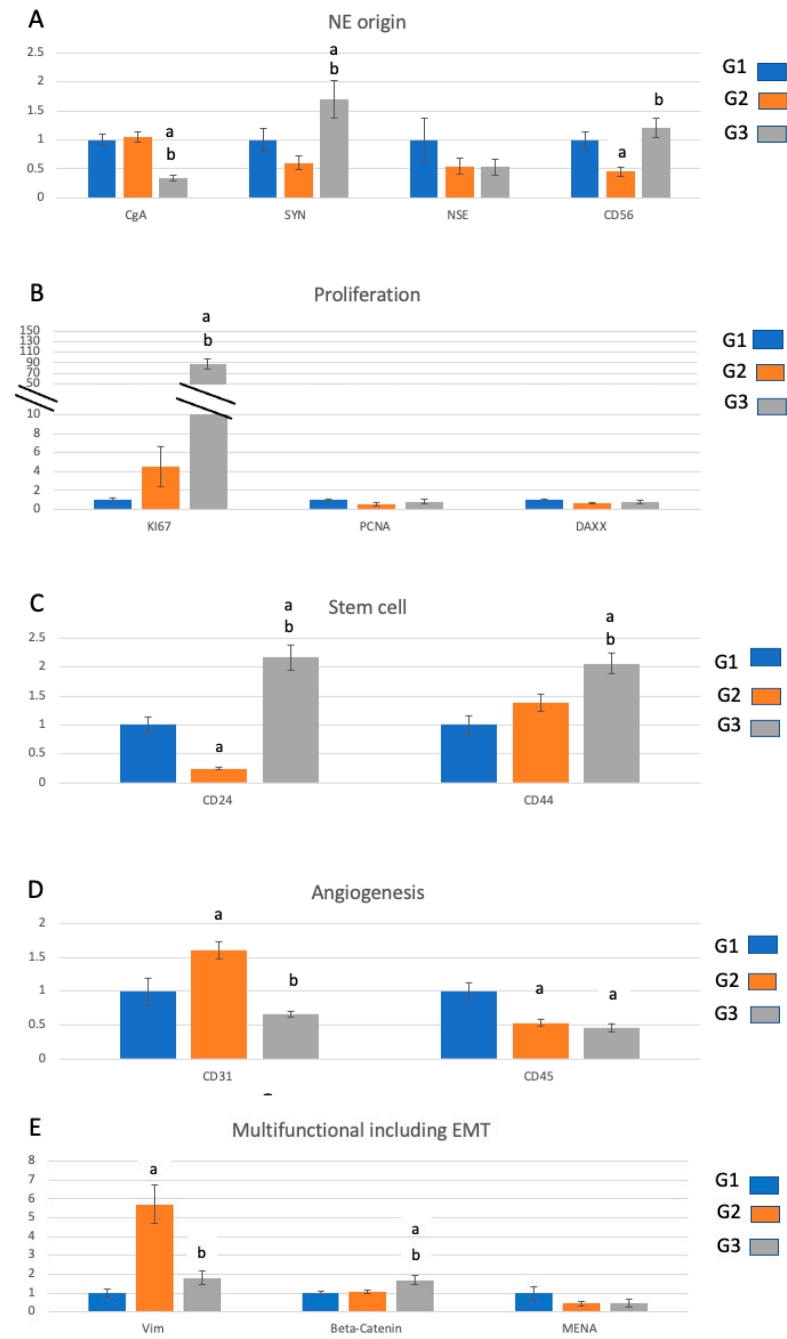 A
NE origin
2.5
2
1.5
1
0.5
0
a
b
a
b
a
b
CgA
SYN
NSE
CD56
G1
G2
G3
B
Proliferation
150
130
110
90
70
50
10
8
6
4
2
0
a
b
KI67
PCNA
DAXX
G1
G2
G3
C
Stem cell
2.5
2
1.5
1
0.5
0
a
a
b
a
b
CD24
CD44
G1
G2
G3
D
Angiogenesis
2
1.5
1
0.5
0
a
b
a
a
CD31
CD45
G1
G2
G3
E
Multifunctional including EMT
8
7
6
5
4
3
2
1
0
a
b
a
b
Vim
Beta-Catenin
MENA
G1
G2
G3